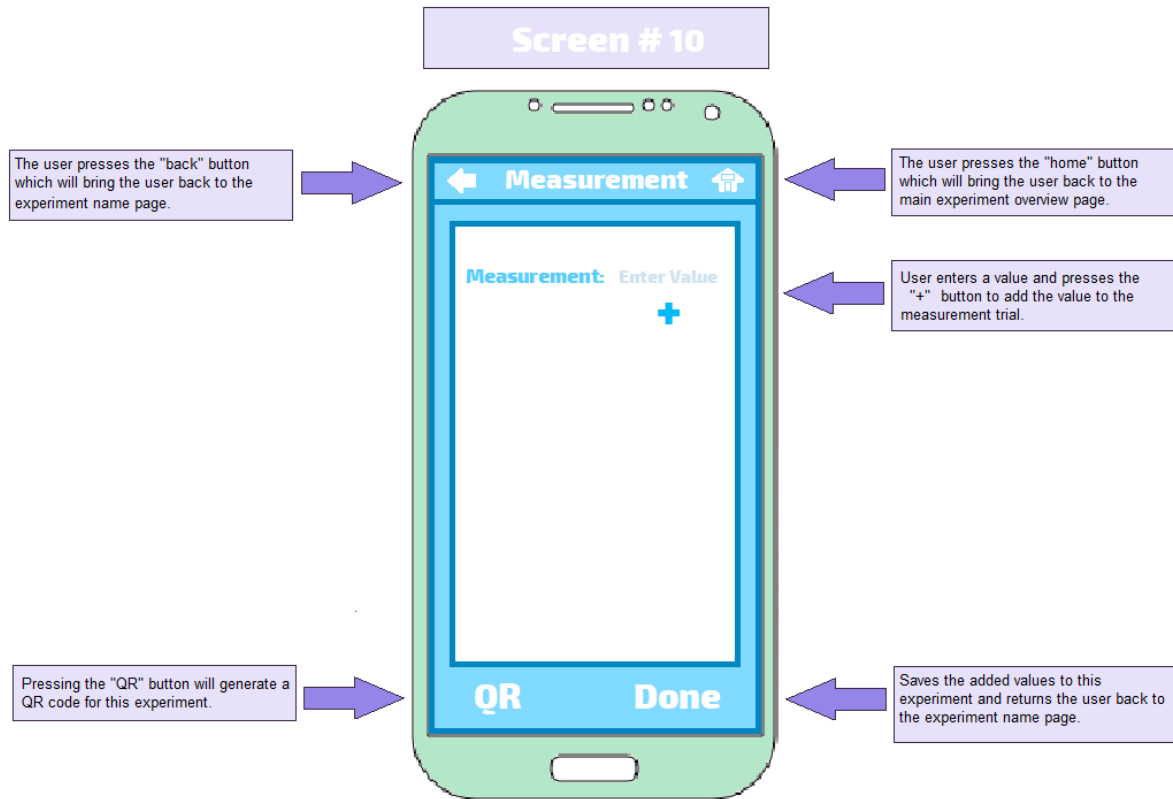 Screen # 10
The user presses the "back" button
which will bring the user back to the
experiment name page.
Measurement
The user presses the "home" button
which will bring the user back to the
main experiment overview page.
Measurement: Enter Value
+
User enters a value and presses the
"+" button to add the value to the
measurement trial.
Pressing the "QR" button will generate a
QR code for this experiment.
QR
Done
Saves the added values to this
experiment and returns the user back to
the experiment name page.